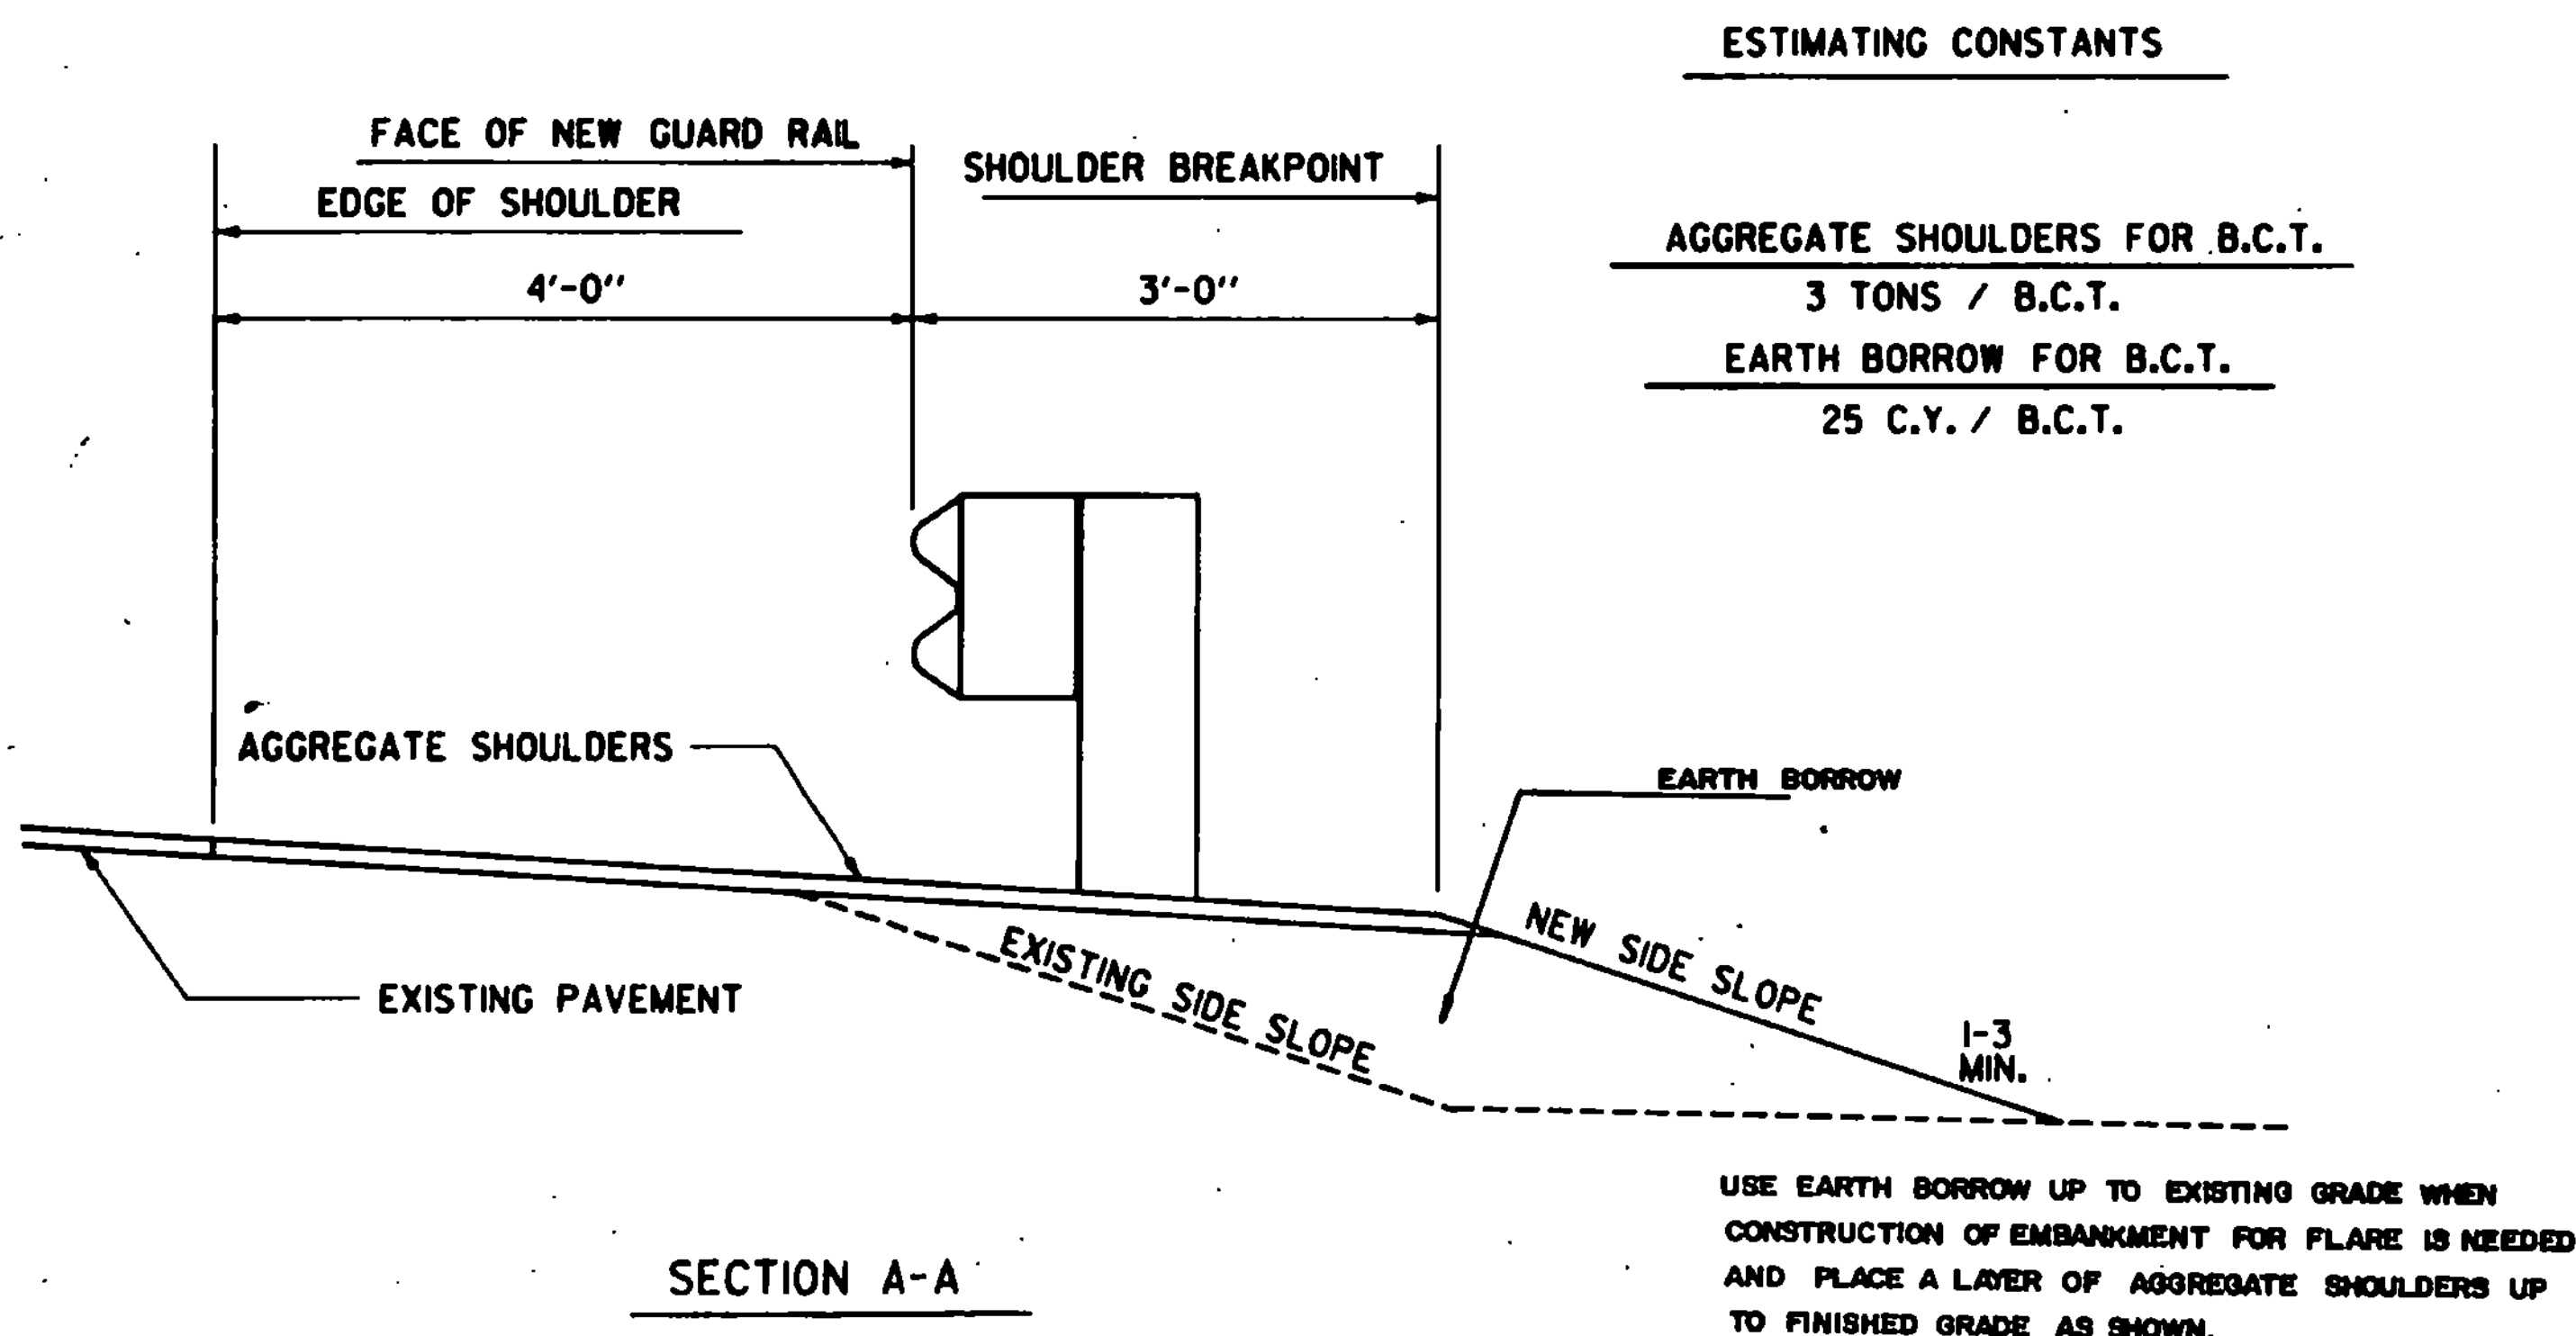 ESTIMATING CONSTANTS
FACE OF NEW GUARD RAIL
SHOULDER BREAKPOINT
EDGE OF SHOULDER
4'-0"
3'-0"
AGGREGATE SHOULDERS FOR B.C.T.
3 TONS / B.C.T.
EARTH BORROW FOR B.C.T.
25 C.Y. / B.C.T.
AGGREGATE SHOULDERS
EARTH BORROW
EXISTING PAVEMENT
EXISTING SIDE SLOPE
NEW SIDE SLOPE
1-3
MIN.
USE EARTH BORROW UP TO EXISTING GRADE WHEN
CONSTRUCTION OF EMBANKMENT FOR FLARE IS NEEDED
AND PLACE A LAYER OF AGGREGATE SHOULDERS UP
TO FINISHED GRADE AS SHOWN.
SECTION A-A